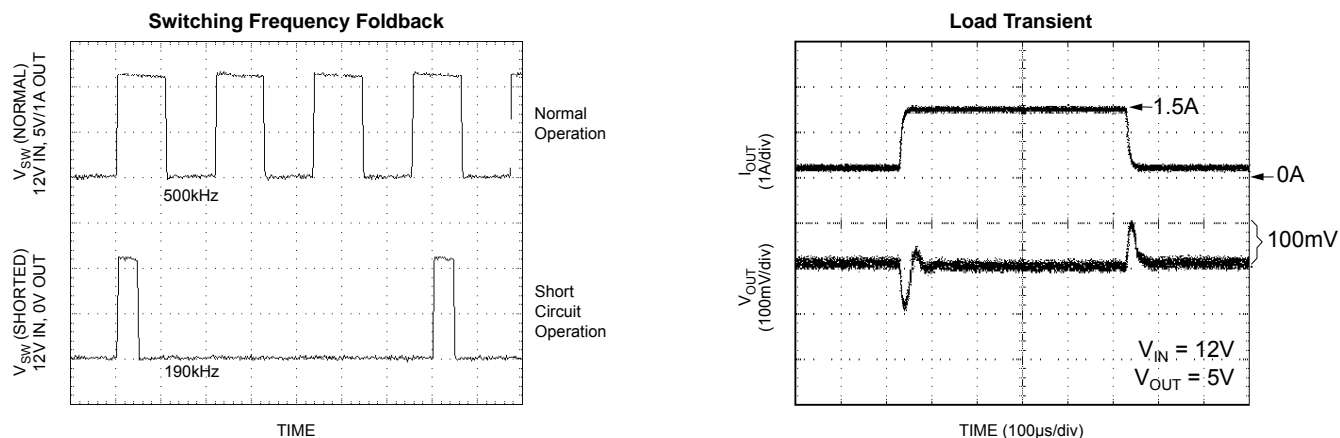 Switching Frequency Foldback
V_SW (NORMAL)
12V IN, 5V/1A OUT
500kHz
Normal
Operation
V_SW (SHORTED)
12V IN, 0V OUT
190kHz
Short
Circuit
Operation
TIME
Load Transient
I_OUT
(1A/div)
1.5A
0A
V_OUT
(100mV/div)
100mV
V_IN = 12V
V_OUT = 5V
TIME (100µs/div)